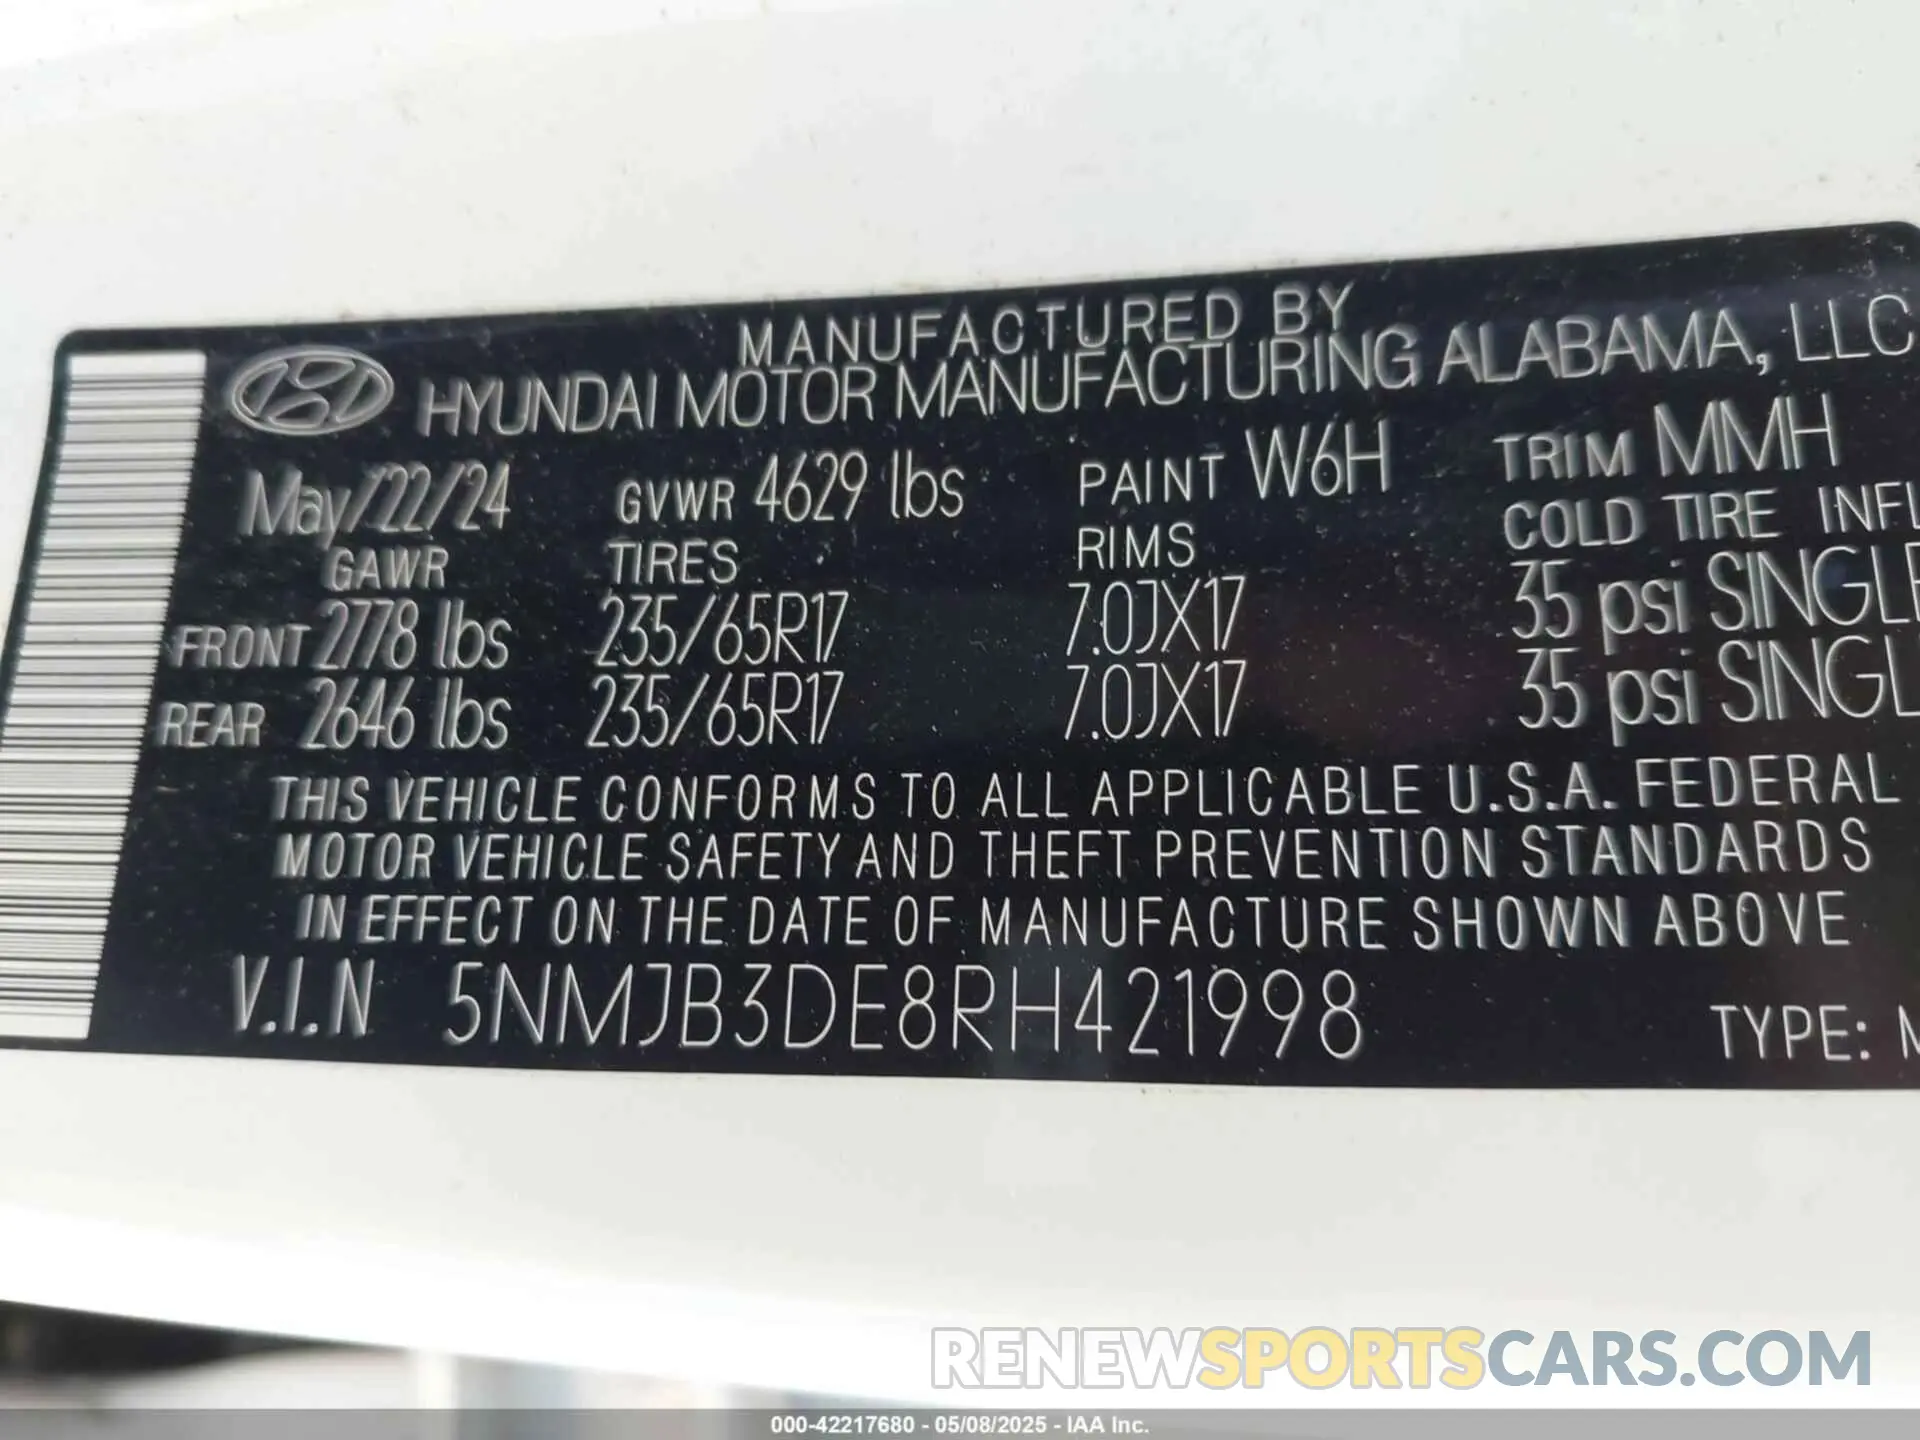 MANUFACTURED BY
HYUNDAI MOTOR MANUFACTURING ALABAMA, LLC
May/22/24 GVWR 4629 lbs PAINT W6H TRIM MMH
GAWR TIRES RIMS COLD TIRE INFL
FRONT 2778 lbs 235/65R17 7.0JX17 35 psi SINGLE
REAR 2646 lbs 235/65R17 7.0JX17 35 psi SINGL
THIS VEHICLE CONFORMS TO ALL APPLICABLE U.S.A. FEDERAL
MOTOR VEHICLE SAFETY AND THEFT PREVENTION STANDARDS
IN EFFECT ON THE DATE OF MANUFACTURE SHOWN ABOVE
V.I.N 5NMJB3DE8RH421998 TYPE: M
RENEWSPORTSCARS.COM
000-42217680 - 05/08/2025 - IAA Inc.